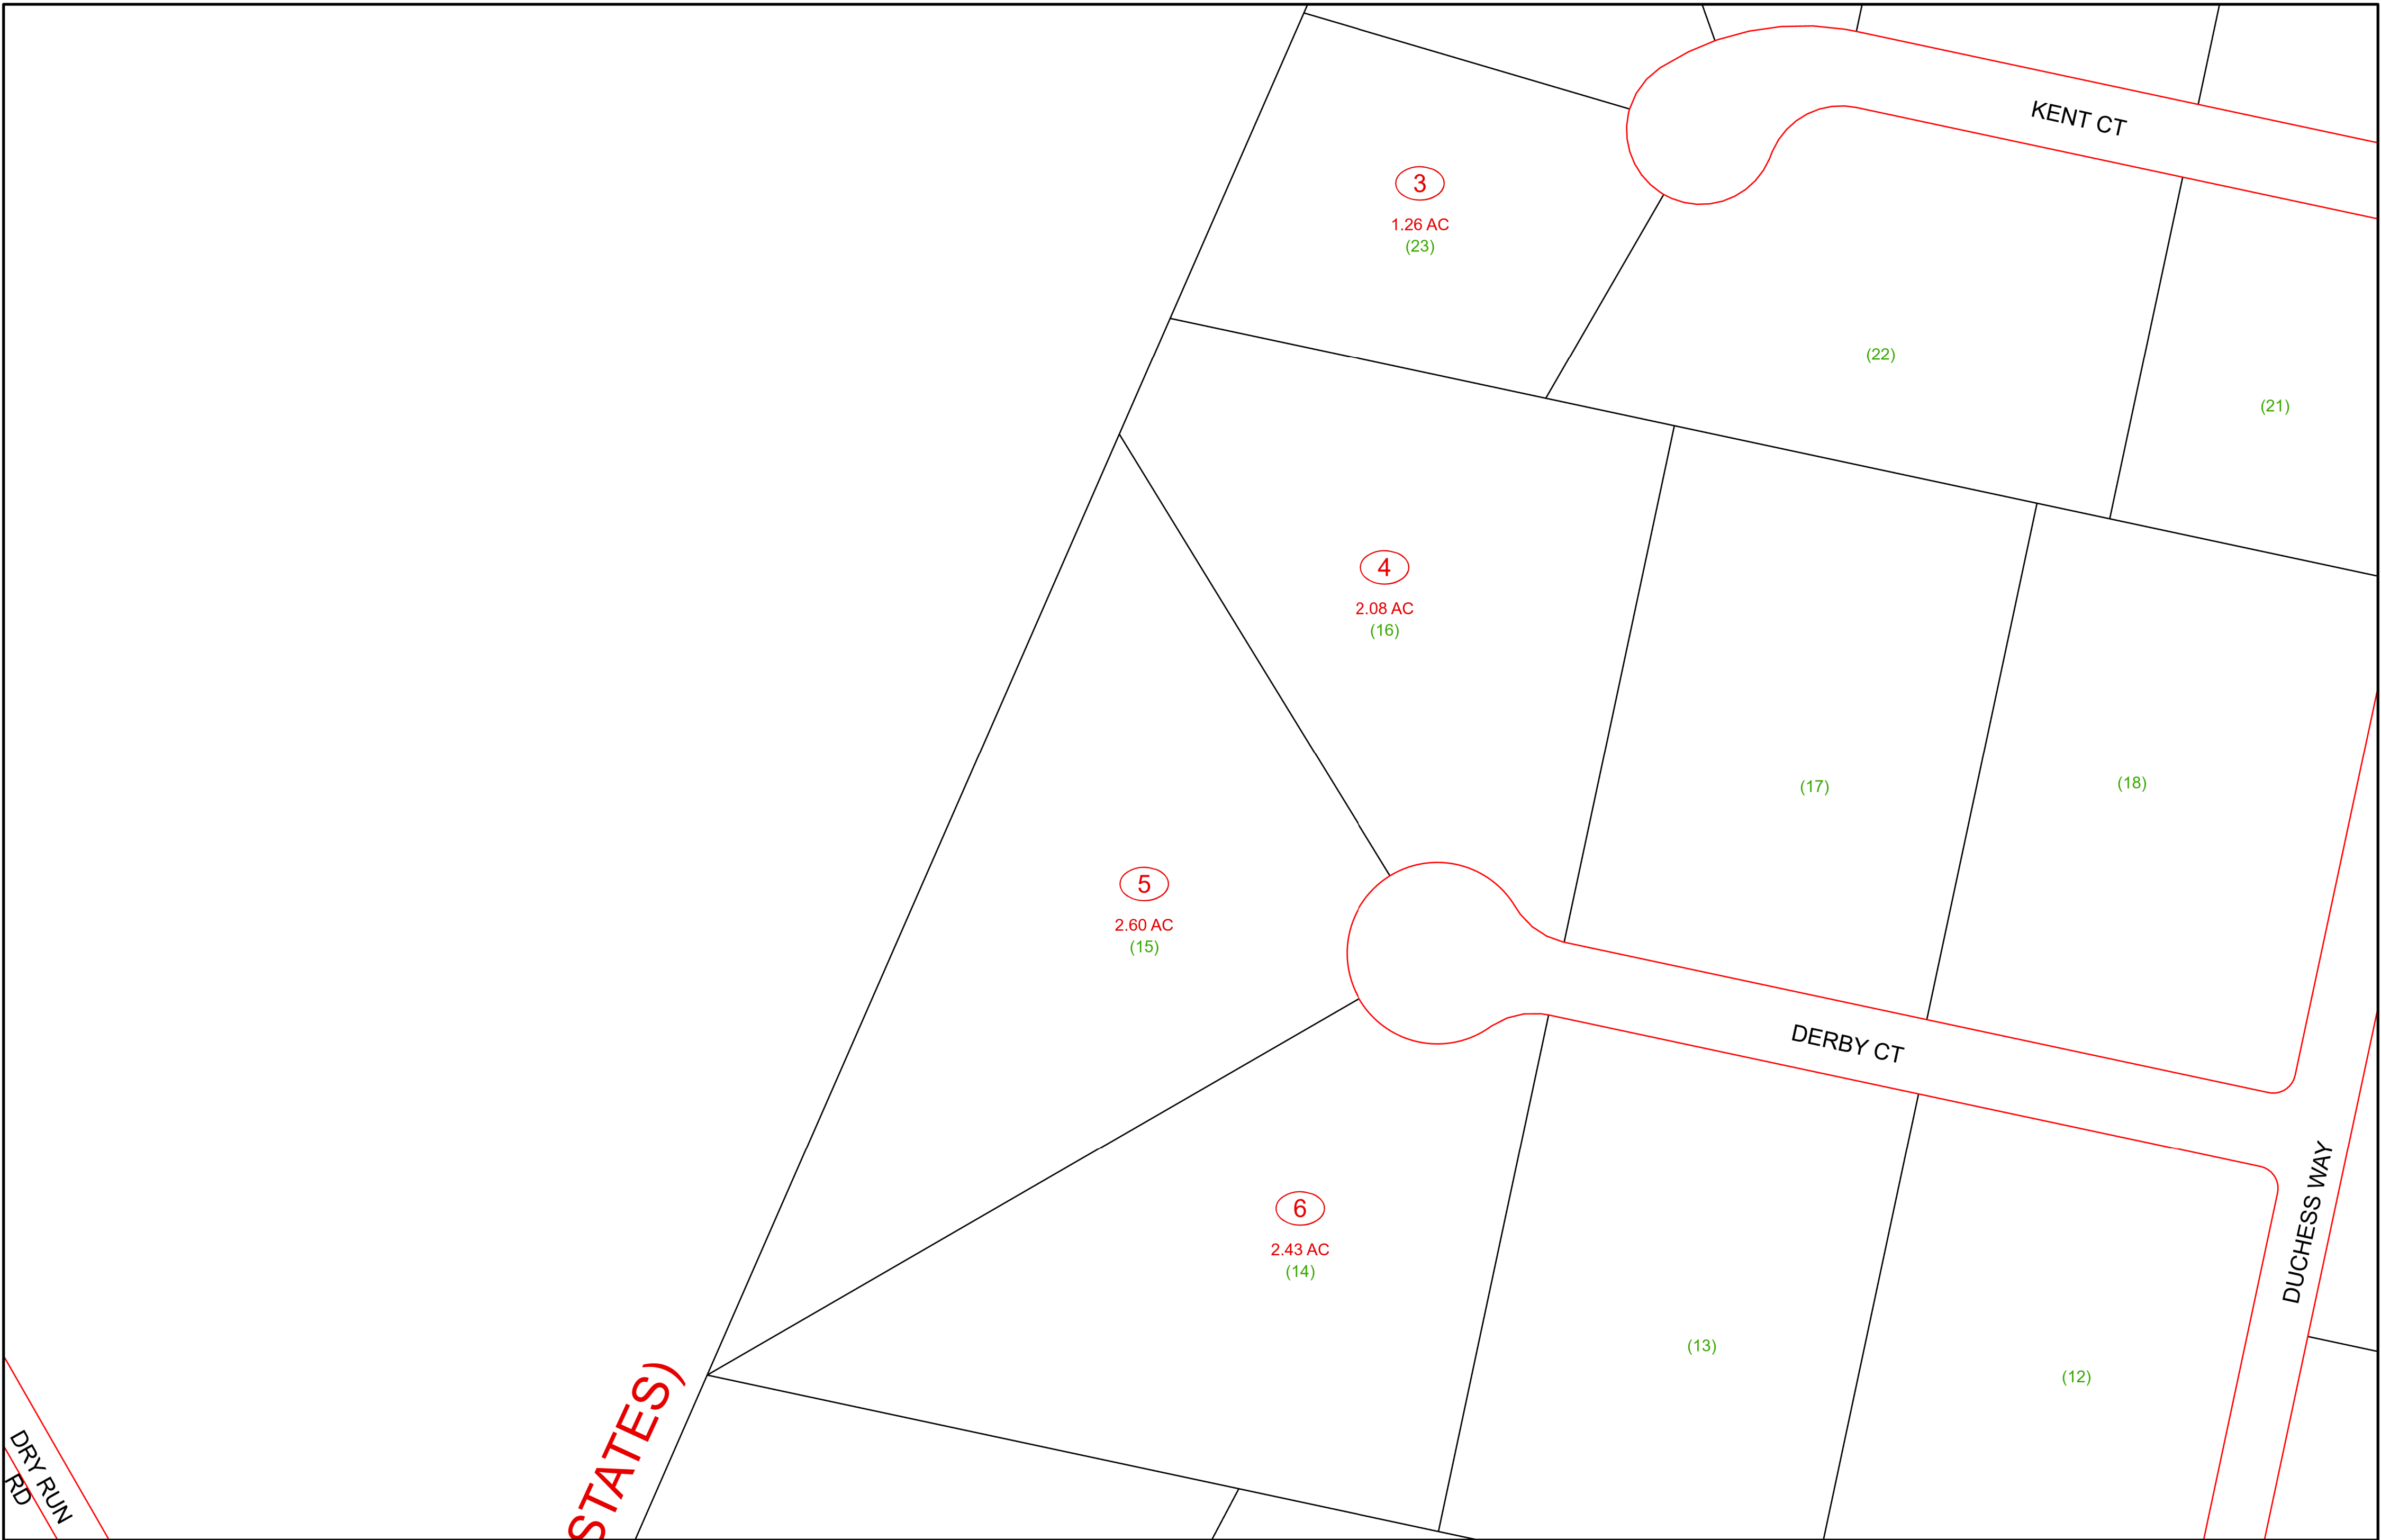 KENT CT
3
1.26 AC
(23)
(22)
(21)
4
2.08 AC
(16)
(17)
(18)
5
2.60 AC
(15)
DERBY CT
6
2.43 AC
(14)
DUCHESS WAY
(13)
(12)
STATES)
DRY RUN
RD